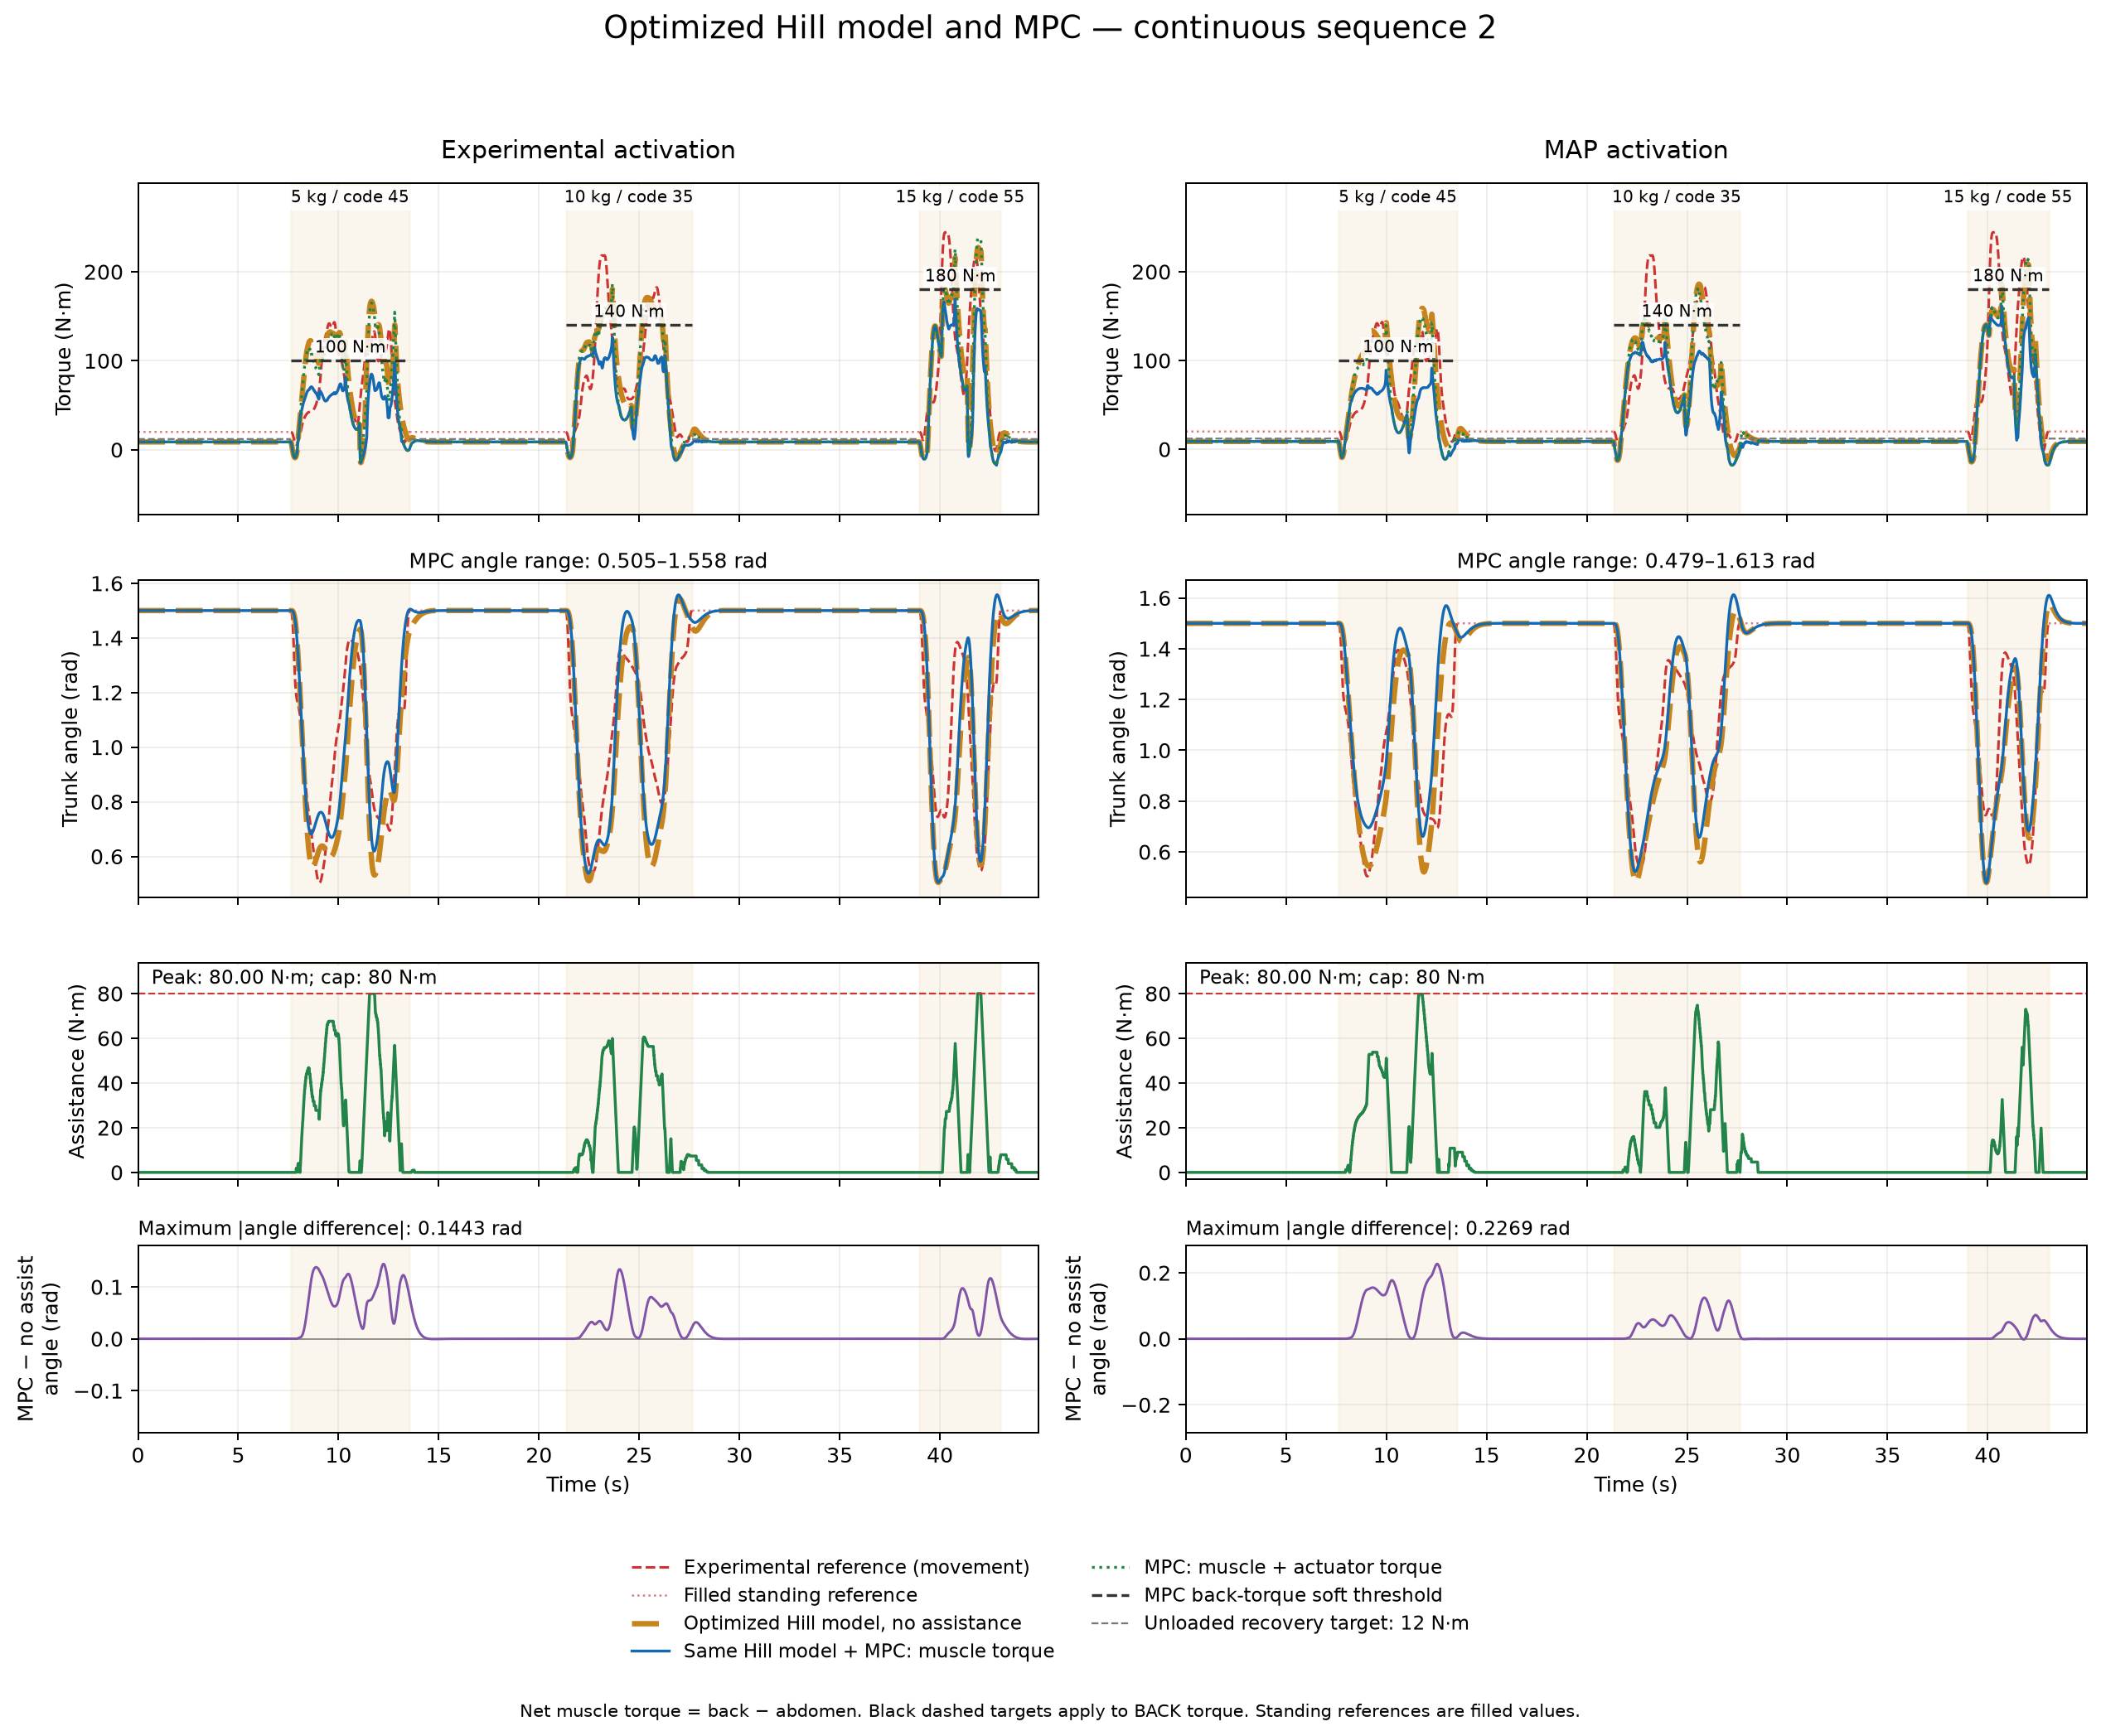 Optimized Hill model and MPC — continuous sequence 2
Experimental activation
MAP activation
5 kg / code 45
10 kg / code 35
15 kg / code 55
5 kg / code 45
10 kg / code 35
15 kg / code 55
200
100
0
Torque (N·m)
100 N·m
140 N·m
180 N·m
200
100
0
Torque (N·m)
100 N·m
140 N·m
180 N·m
MPC angle range: 0.505–1.558 rad
MPC angle range: 0.479–1.613 rad
1.6
1.4
1.2
1.0
0.8
0.6
Trunk angle (rad)
1.6
1.4
1.2
1.0
0.8
0.6
Trunk angle (rad)
Peak: 80.00 N·m; cap: 80 N·m
Peak: 80.00 N·m; cap: 80 N·m
80
60
40
20
0
Assistance (N·m)
80
60
40
20
0
Assistance (N·m)
Maximum |angle difference|: 0.1443 rad
Maximum |angle difference|: 0.2269 rad
0.1
0.0
−0.1
MPC − no assist
angle (rad)
0.2
0.0
−0.2
MPC − no assist
angle (rad)
0 5 10 15 20 25 30 35 40
0 5 10 15 20 25 30 35 40
Time (s)
Time (s)
Experimental reference (movement)
Filled standing reference
Optimized Hill model, no assistance
Same Hill model + MPC: muscle torque
MPC: muscle + actuator torque
MPC back-torque soft threshold
Unloaded recovery target: 12 N·m
Net muscle torque = back − abdomen. Black dashed targets apply to BACK torque. Standing references are filled values.